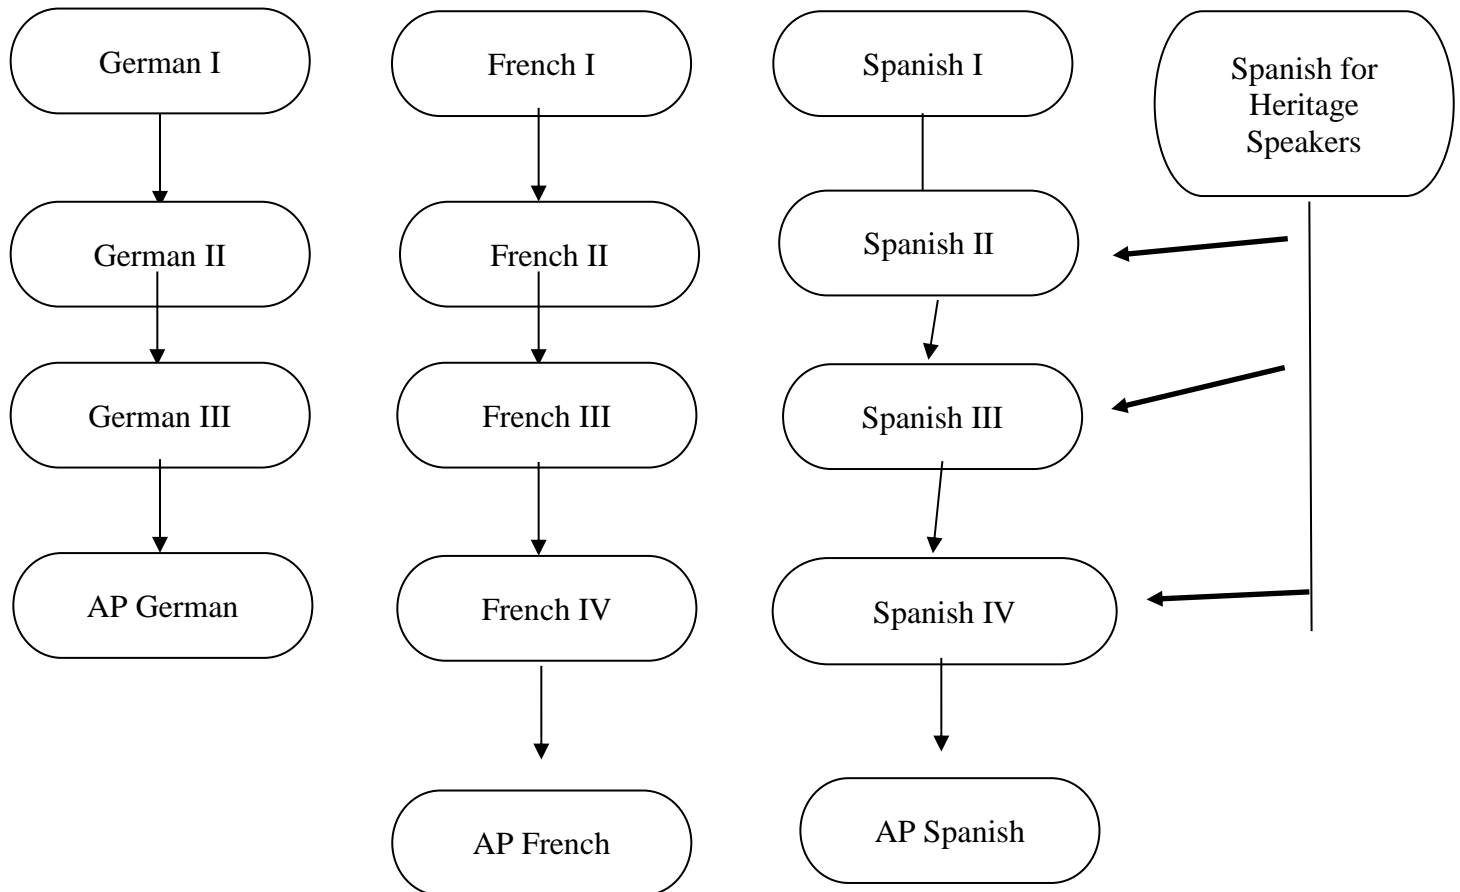 German I
French I
Spanish I
Spanish for
Heritage
Speakers
German II
French II
Spanish II
German III
French III
Spanish III
AP German
French IV
Spanish IV
AP French
AP Spanish